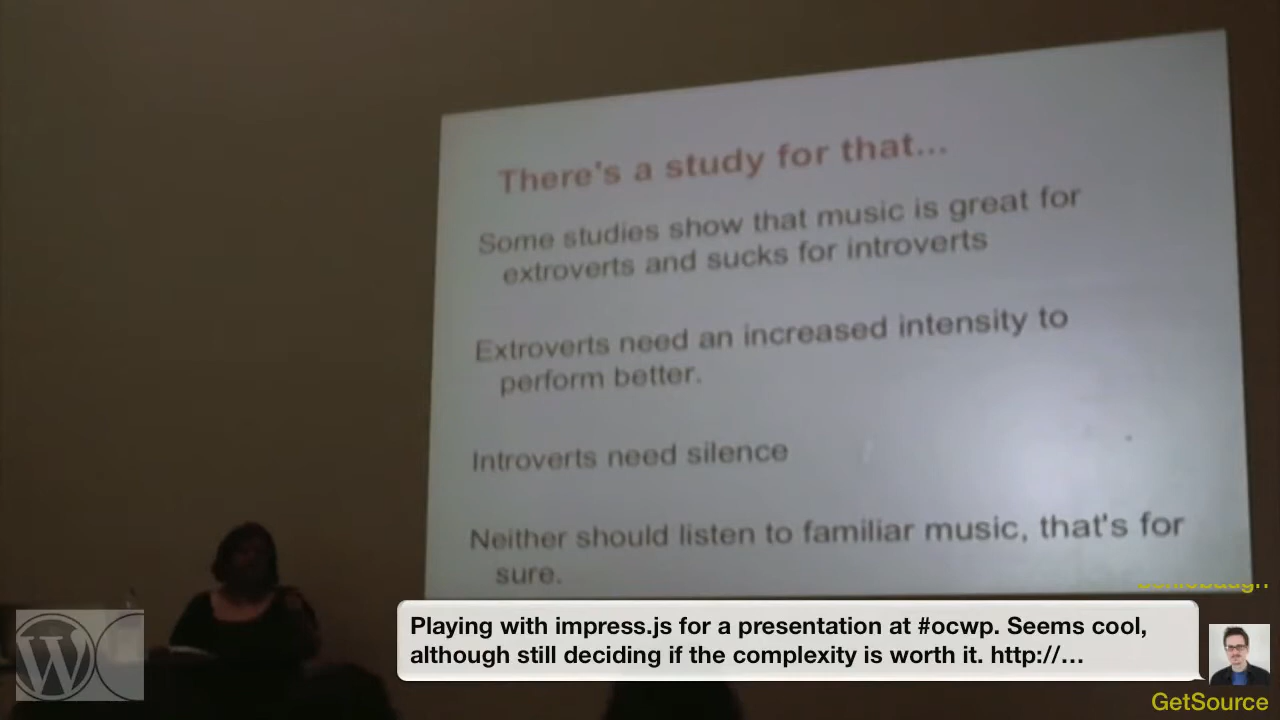 There's a study for that...
Some studies show that music is great for
extroverts and sucks for introverts
Extroverts need an increased intensity to
perform better.
Introverts need silence
Neither should listen to familiar music, that's for
sure.
Playing with impress.js for a presentation at #ocwp. Seems cool,
although still deciding if the complexity is worth it. http://...
GetSource